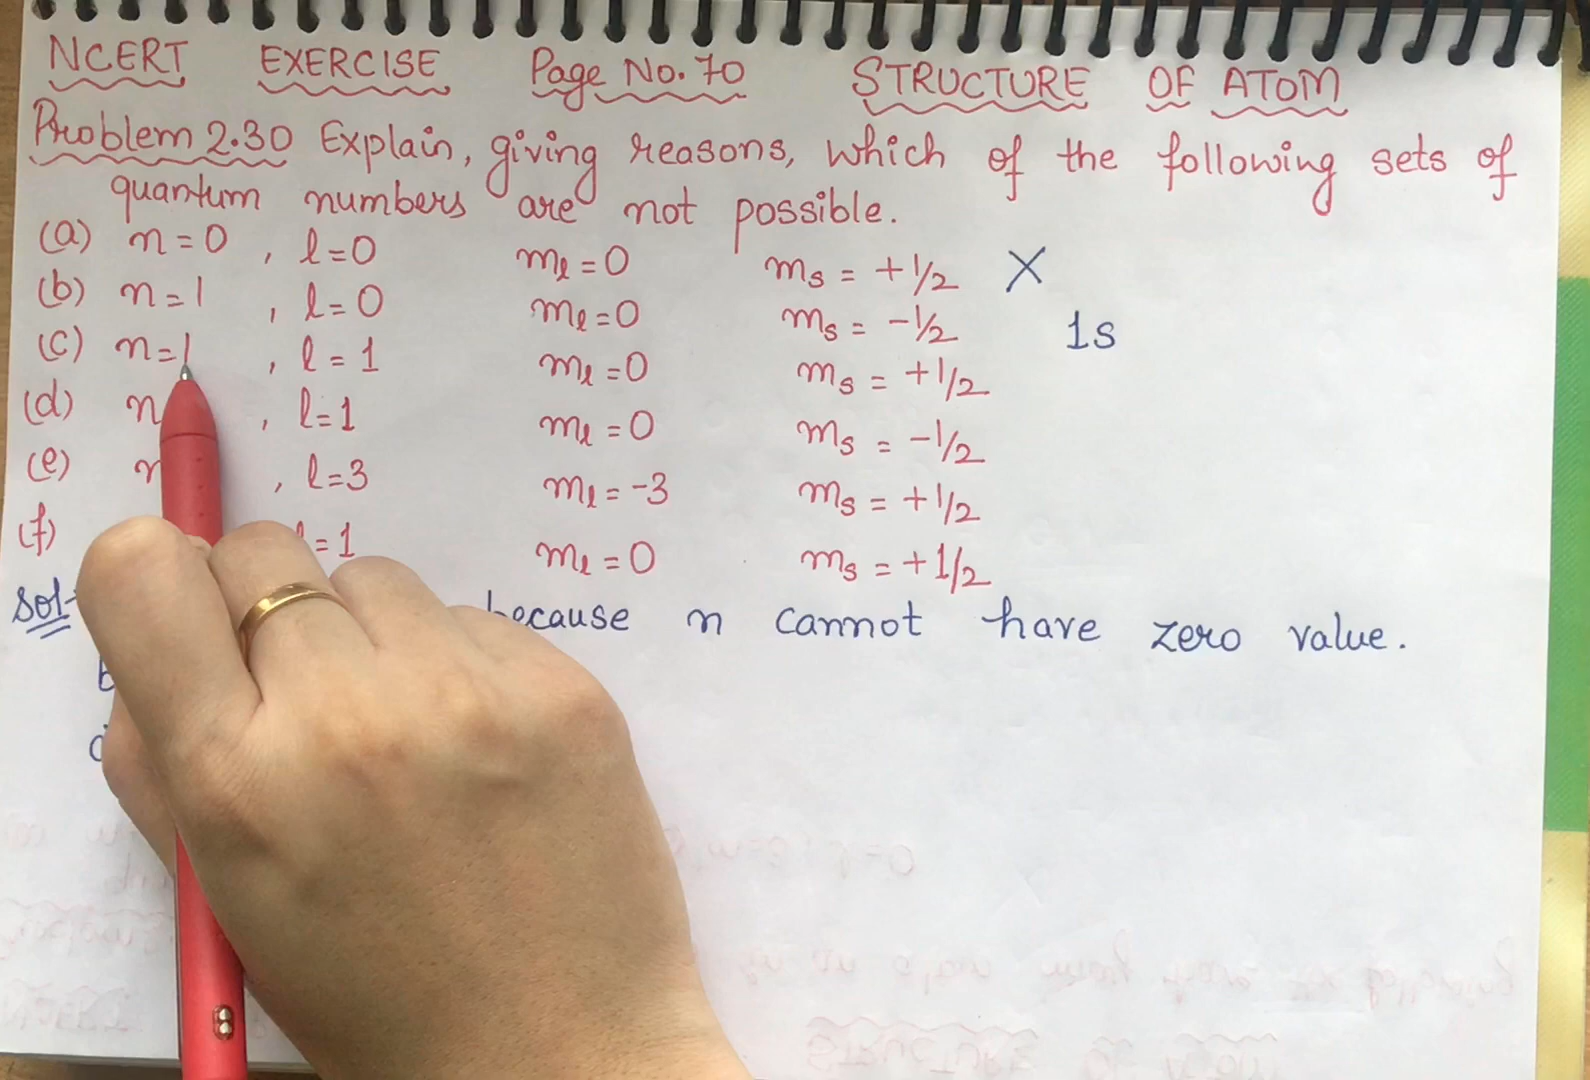 NCERT EXERCISE Page No. 70 STRUCTURE OF ATOM
Problem 2.30 Explain, giving reasons, which of the following sets of
quantum numbers are not possible.
(a) n=0 , l=0 ml=0 ms = +1/2 X
(b) n=1 , l=0 ml=0 ms = -1/2 1s
(c) n=1 , l=1 ml=0 ms = +1/2
(d) n , l=1 ml=0 ms = -1/2
(e) , l=3 ml=-3 ms = +1/2
(f) =1 ml=0 ms = +1/2
Sol- because n cannot have zero value.